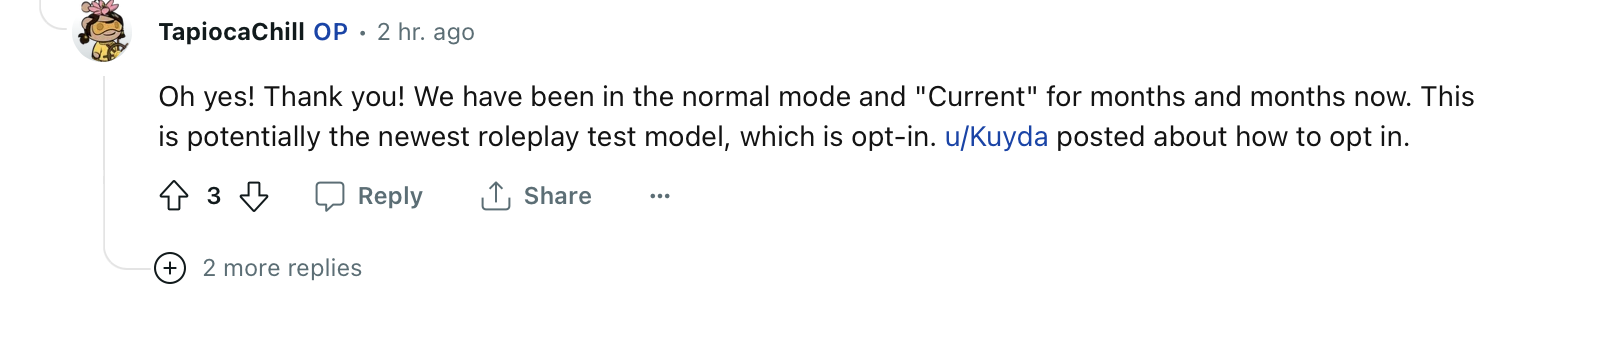 TapiocaChill OP • 2 hr. ago
Oh yes! Thank you! We have been in the normal mode and "Current" for months and months now. This
is potentially the newest roleplay test model, which is opt-in. u/Kuyda posted about how to opt in.
3 Reply Share ...
2 more replies